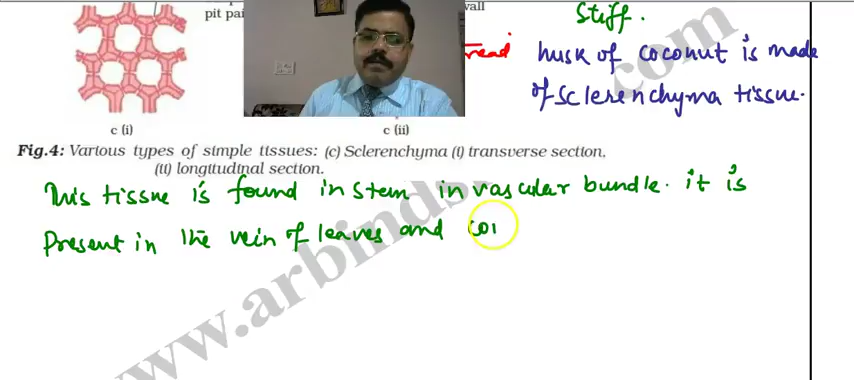 pit pai
wall
Stiff.
husk of coconut is made
of sclerenchyma tissue.
c (i)
c (ii)
Fig.4: Various types of simple tissues: (c) Sclerenchyma (i) transverse section,
(ii) longitudinal section.
This tissue is found in stem in vascular bundle. it is
Present in the vein of leaves and
www.arbinds
.com